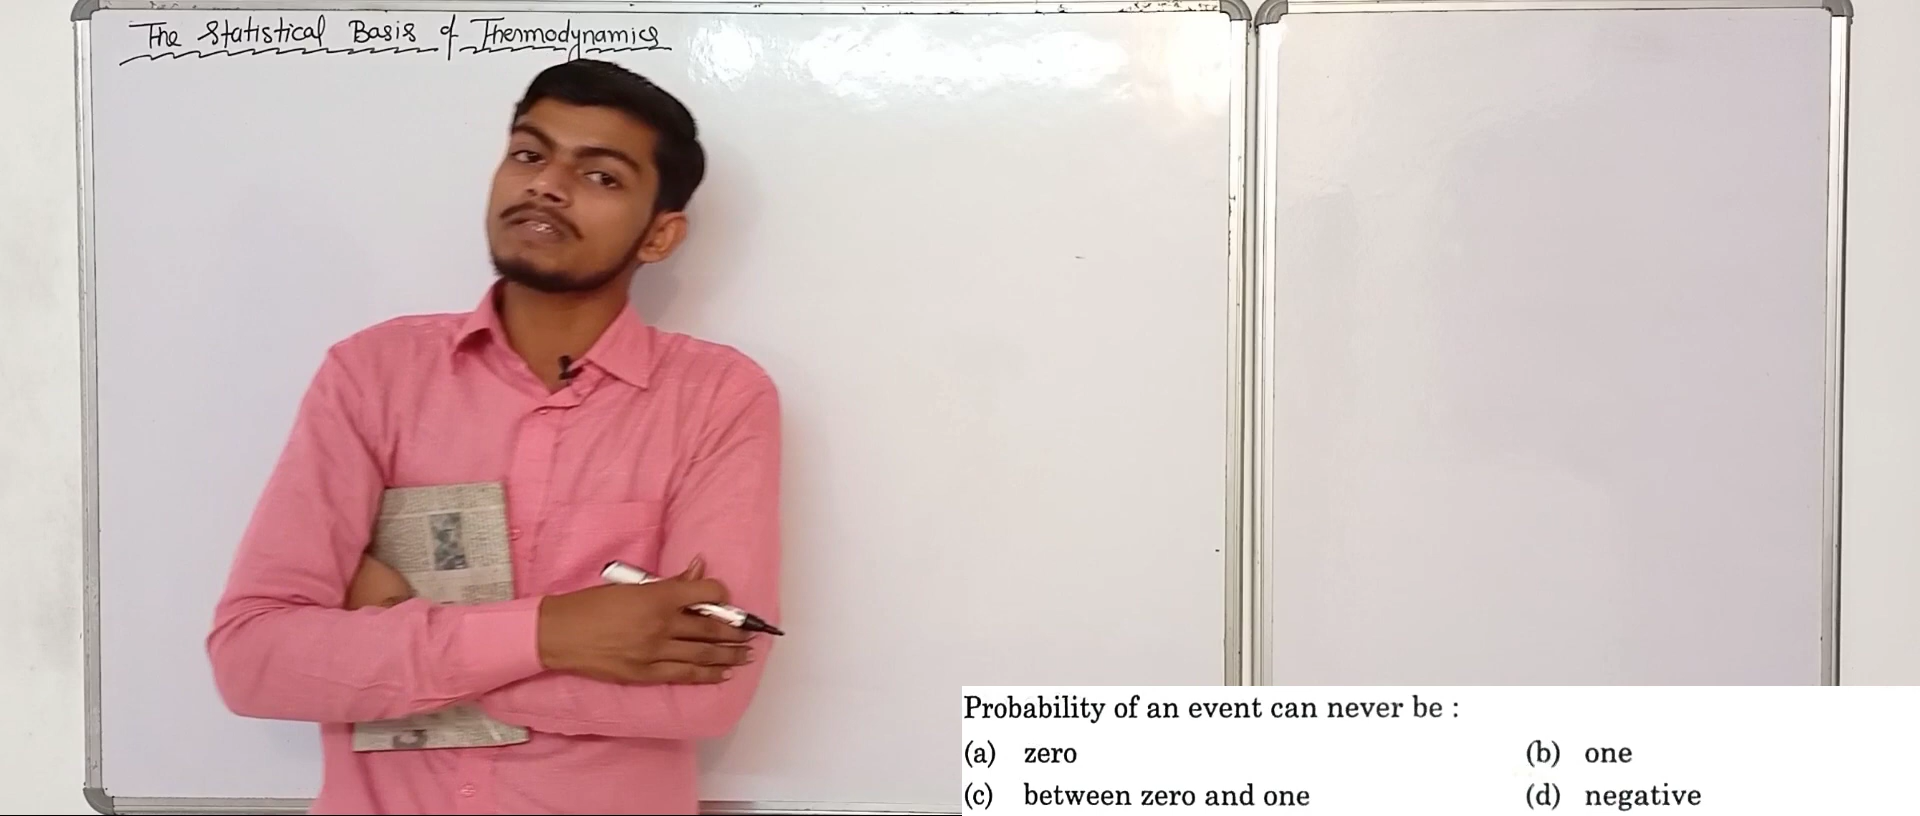 The Statistical Basis of Thermodynamics
Probability of an event can never be :
(a) zero (b) one
(c) between zero and one (d) negative